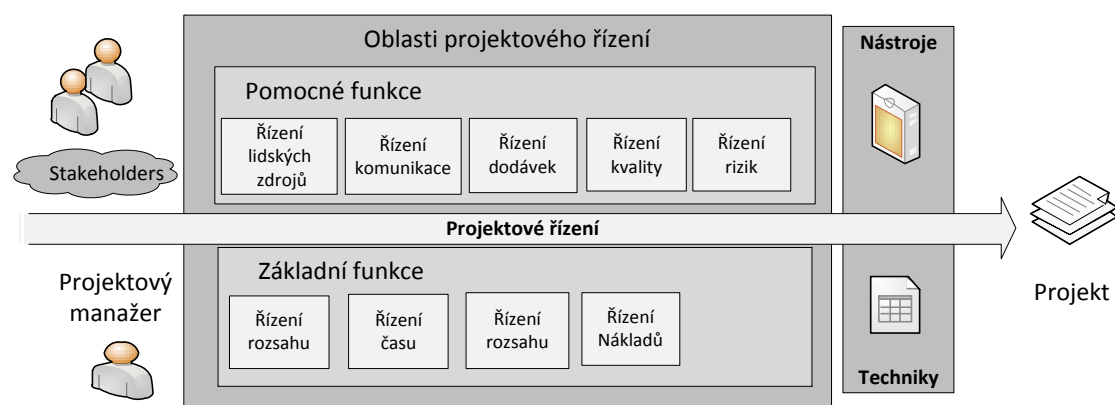 Oblasti projektového řízení
Pomocné funkce
Řízení
lidských
zdrojů
Řízení
komunikace
Řízení
dodávek
Řízení
kvality
Řízení
rizik
Stakeholders
Nástroje
Projektové řízení
Základní funkce
Řízení
rozsahu
Řízení
času
Řízení
rozsahu
Řízení
Nákladů
Projektový
manažer
Techniky
Projekt